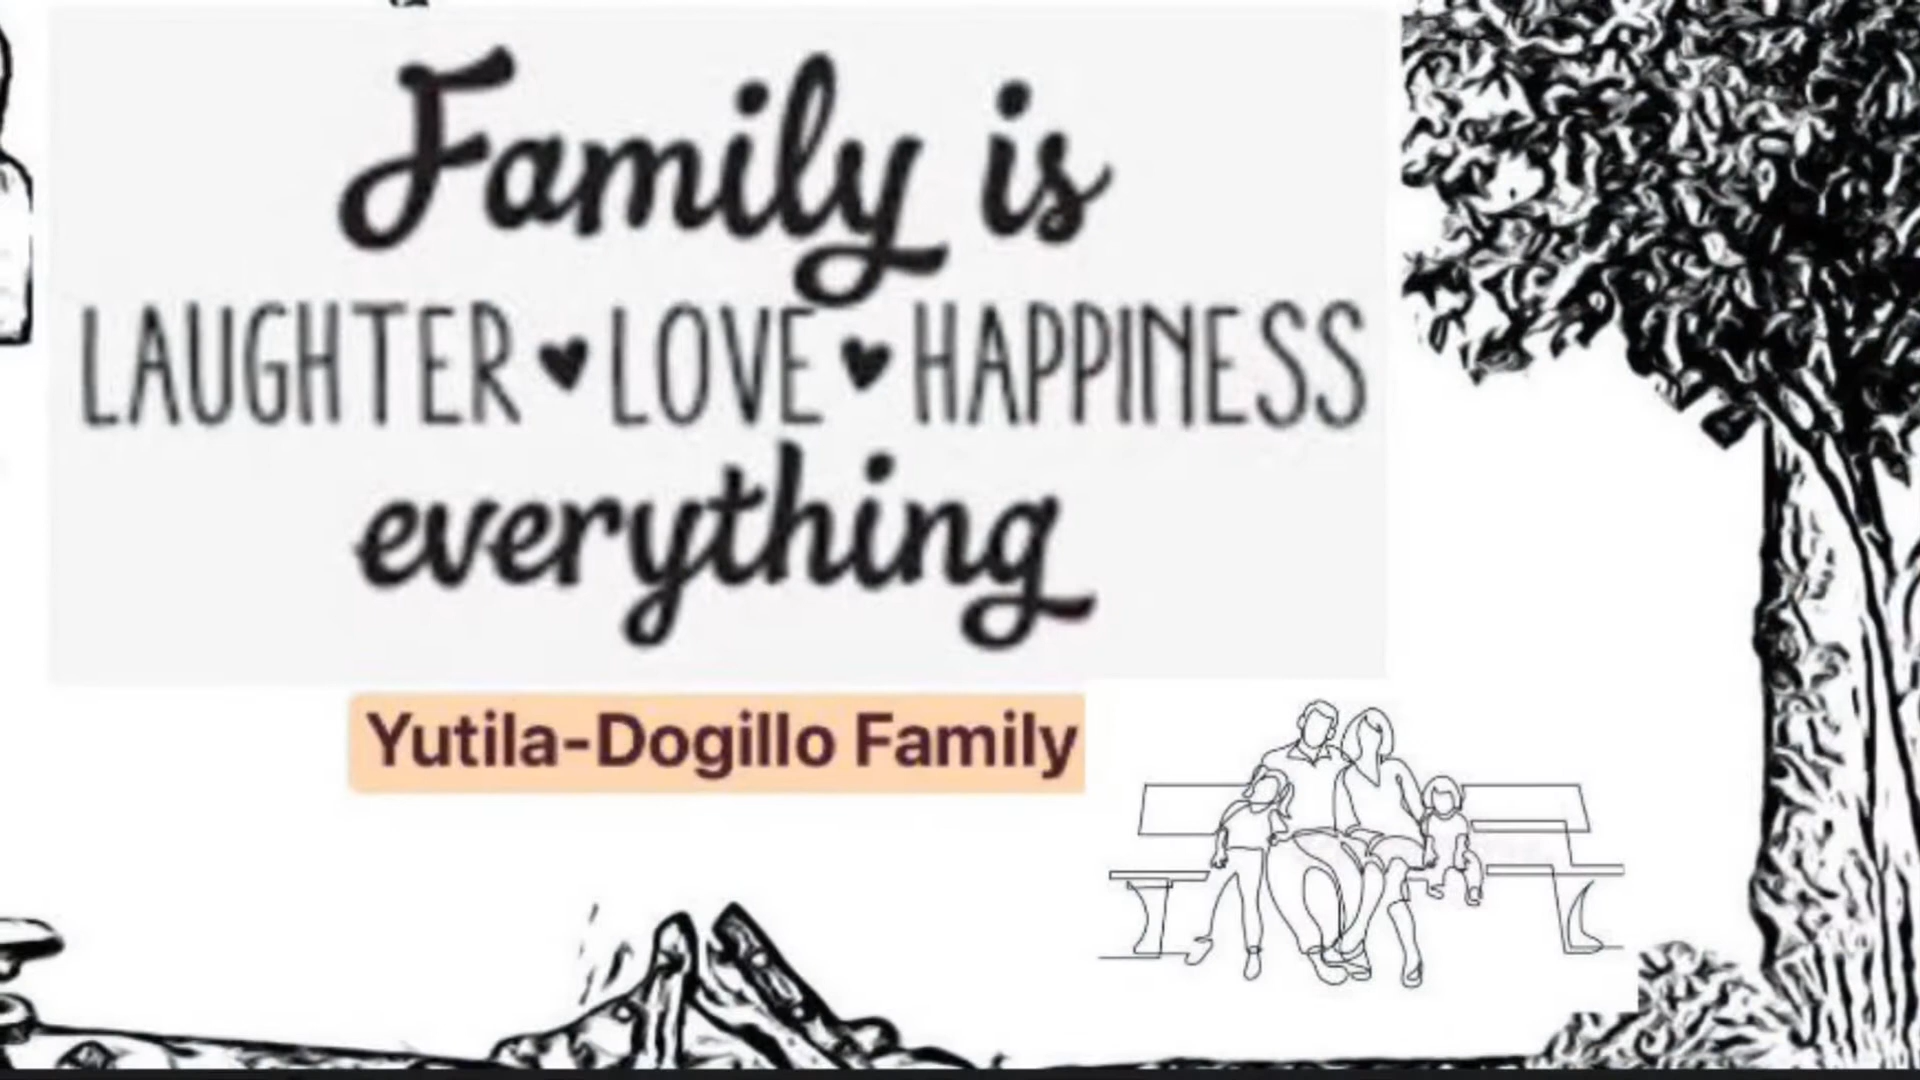 Family is
LAUGHTER ♥ LOVE ♥ HAPPINESS
everything
Yutila-Dogillo Family